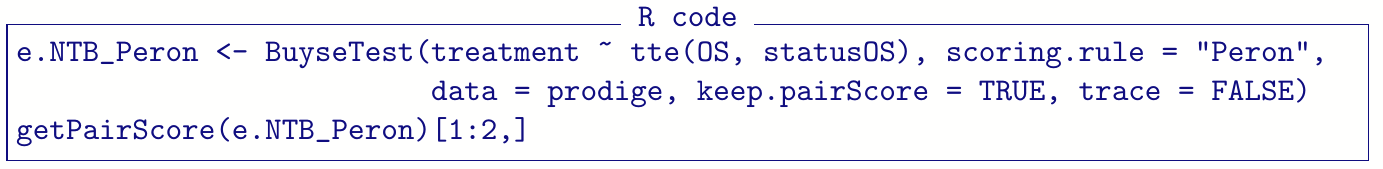 R code
e.NTB_Peron <- BuyseTest(treatment ~ tte(OS, statusOS), scoring.rule = "Peron",
data = prodige, keep.pairScore = TRUE, trace = FALSE)
getPairScore(e.NTB_Peron)[1:2,]